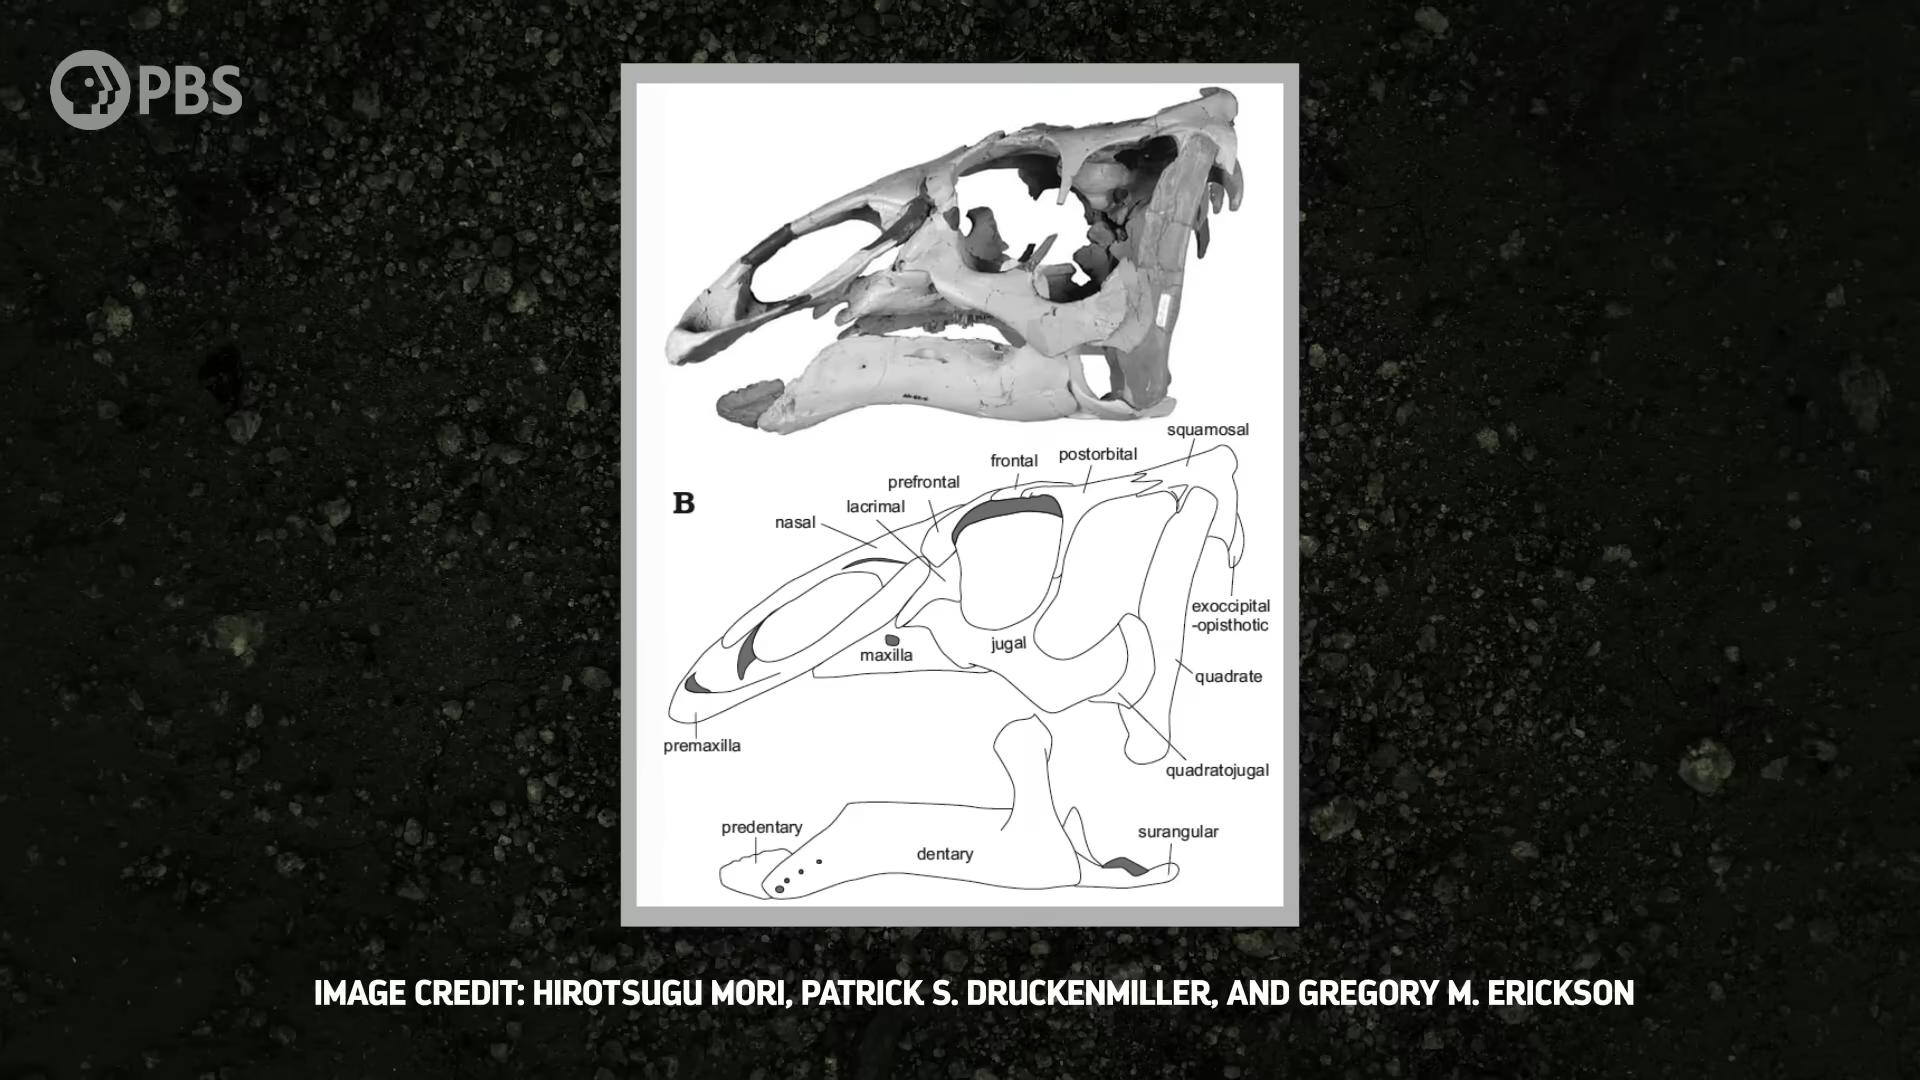 PBS
squamosal
postorbital
frontal
prefrontal
lacrimal
nasal
B
exoccipital
-opisthotic
jugal
maxilla
quadrate
premaxilla
quadratojugal
predentary
surangular
dentary
IMAGE CREDIT: HIROTSUGU MORI, PATRICK S. DRUCKENMILLER, AND GREGORY M. ERICKSON